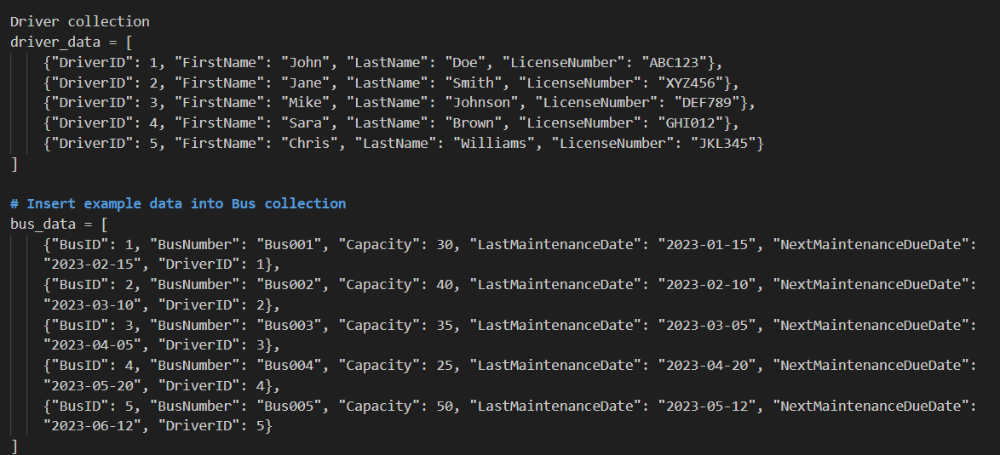 Driver collection
driver_data = [
    {"DriverID": 1, "FirstName": "John", "LastName": "Doe", "LicenseNumber": "ABC123"},
    {"DriverID": 2, "FirstName": "Jane", "LastName": "Smith", "LicenseNumber": "XYZ456"},
    {"DriverID": 3, "FirstName": "Mike", "LastName": "Johnson", "LicenseNumber": "DEF789"},
    {"DriverID": 4, "FirstName": "Sara", "LastName": "Brown", "LicenseNumber": "GHI012"},
    {"DriverID": 5, "FirstName": "Chris", "LastName": "Williams", "LicenseNumber": "JKL345"}
]
# Insert example data into Bus collection
bus_data = [
    {"BusID": 1, "BusNumber": "Bus001", "Capacity": 30, "LastMaintenanceDate": "2023-01-15", "NextMaintenanceDueDate":
    "2023-02-15", "DriverID": 1},
    {"BusID": 2, "BusNumber": "Bus002", "Capacity": 40, "LastMaintenanceDate": "2023-02-10", "NextMaintenanceDueDate":
    "2023-03-10", "DriverID": 2},
    {"BusID": 3, "BusNumber": "Bus003", "Capacity": 35, "LastMaintenanceDate": "2023-03-05", "NextMaintenanceDueDate":
    "2023-04-05", "DriverID": 3},
    {"BusID": 4, "BusNumber": "Bus004", "Capacity": 25, "LastMaintenanceDate": "2023-04-20", "NextMaintenanceDueDate":
    "2023-05-20", "DriverID": 4},
    {"BusID": 5, "BusNumber": "Bus005", "Capacity": 50, "LastMaintenanceDate": "2023-05-12", "NextMaintenanceDueDate":
    "2023-06-12", "DriverID": 5}
]